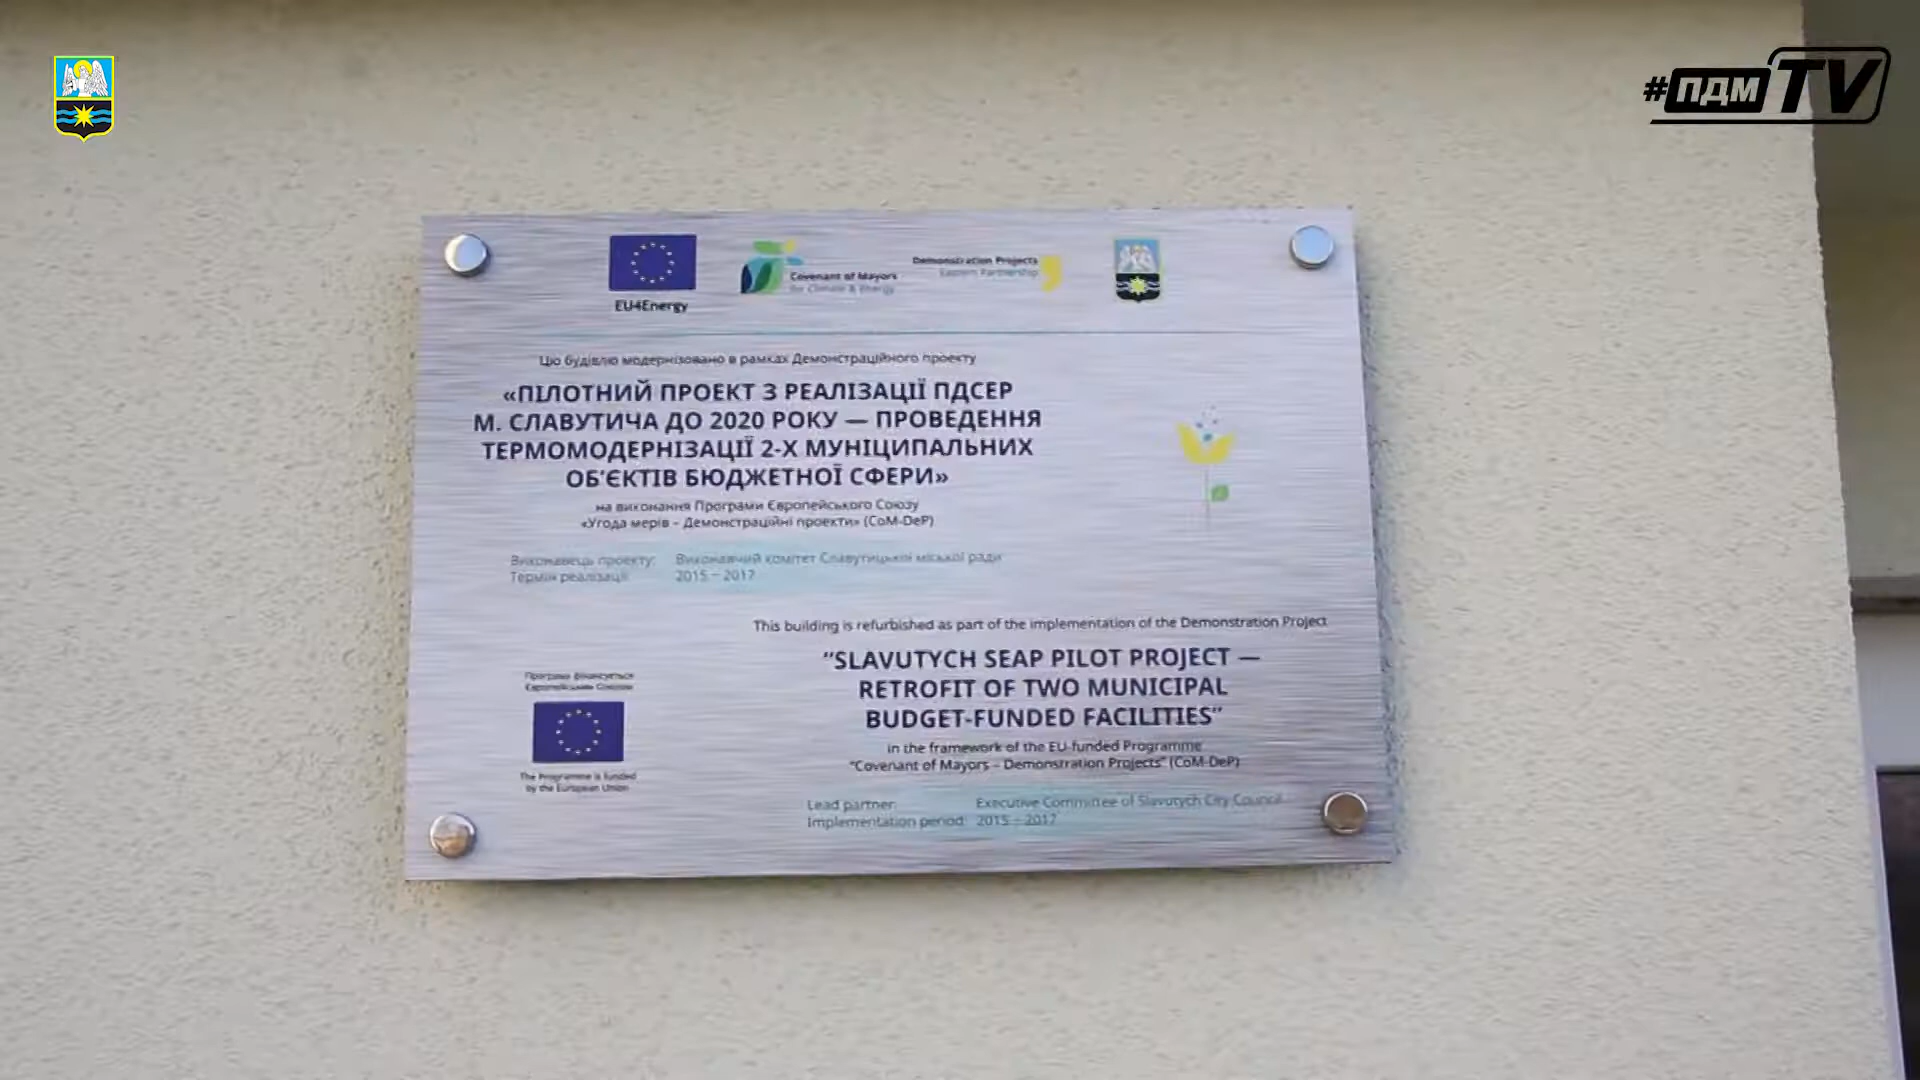 #ПДМ TV
EU4Energy
Covenant of Mayors
for Climate & Energy
Demonstration Projects
Eastern Partnership
Цю будівлю модернізовано в рамках Демонстраційного проекту
«ПІЛОТНИЙ ПРОЕКТ З РЕАЛІЗАЦІЇ ПДСЕР
М. СЛАВУТИЧА ДО 2020 РОКУ — ПРОВЕДЕННЯ
ТЕРМОМОДЕРНІЗАЦІЇ 2-Х МУНІЦИПАЛЬНИХ
ОБ'ЄКТІВ БЮДЖЕТНОЇ СФЕРИ»
на виконання Програми Європейського Союзу
«Угода мерів – Демонстраційні проекти» (CoM-DeP)
Виконавець проекту: Виконавчий комітет Славутицької міської ради
Термін реалізації: 2015 – 2017
This building is refurbished as part of the implementation of the Demonstration Project
“SLAVUTYCH SEAP PILOT PROJECT —
RETROFIT OF TWO MUNICIPAL
BUDGET-FUNDED FACILITIES”
in the framework of the EU-funded Programme
“Covenant of Mayors – Demonstration Projects” (CoM-DeP)
Lead partner: Executive Committee of Slavutych City Council
Implementation period: 2015 – 2017
Програма фінансується
Європейським Союзом
The Programme is funded
by the European Union